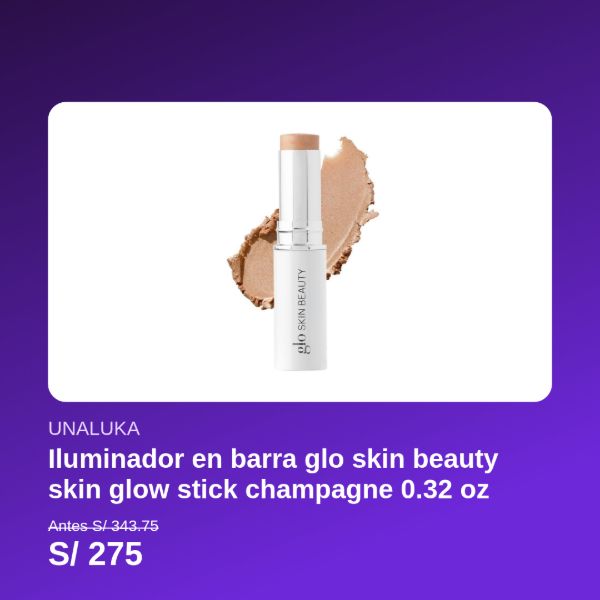 glo SKIN BEAUTY
UNALUKA
Iluminador en barra glo skin beauty
skin glow stick champagne 0.32 oz
Antes S/ 343.75
S/ 275